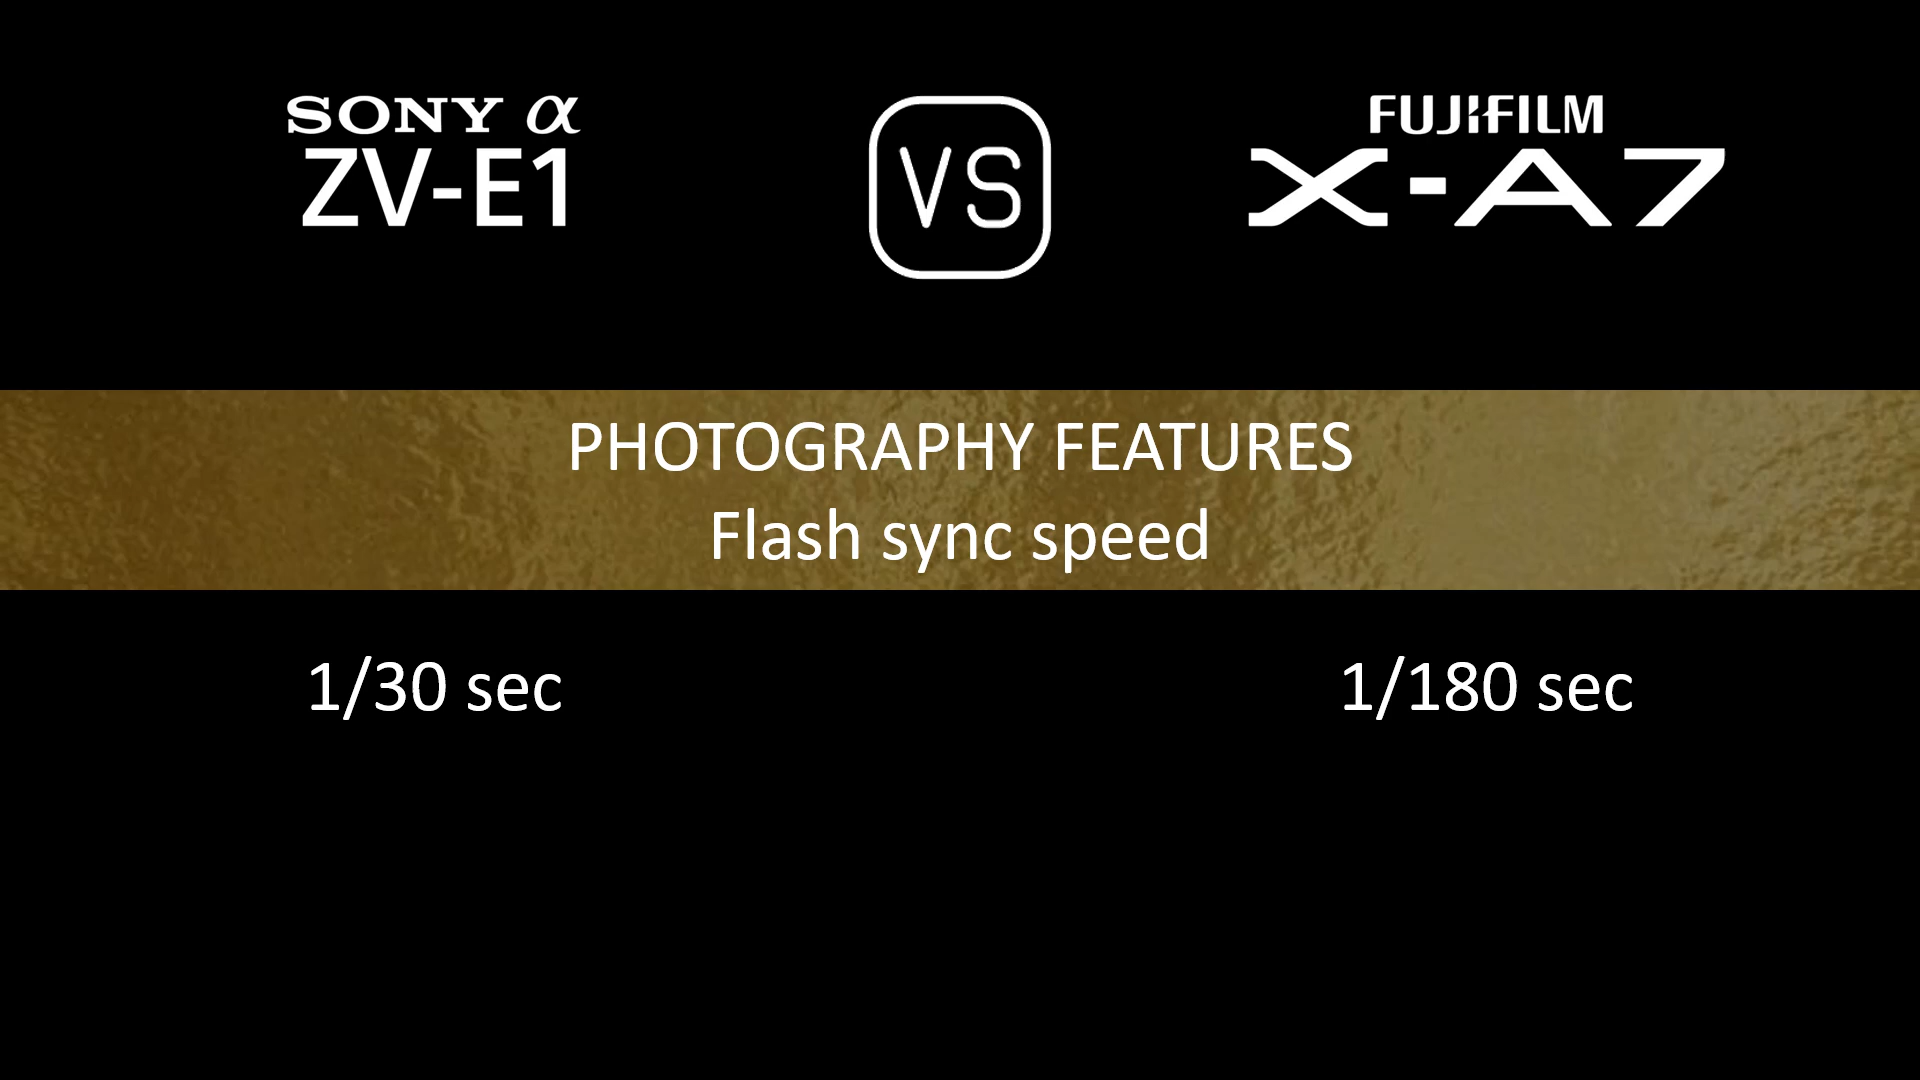 SONY α
ZV-E1
VS
FUJIFILM
X-A7
PHOTOGRAPHY FEATURES
Flash sync speed
1/30 sec
1/180 sec